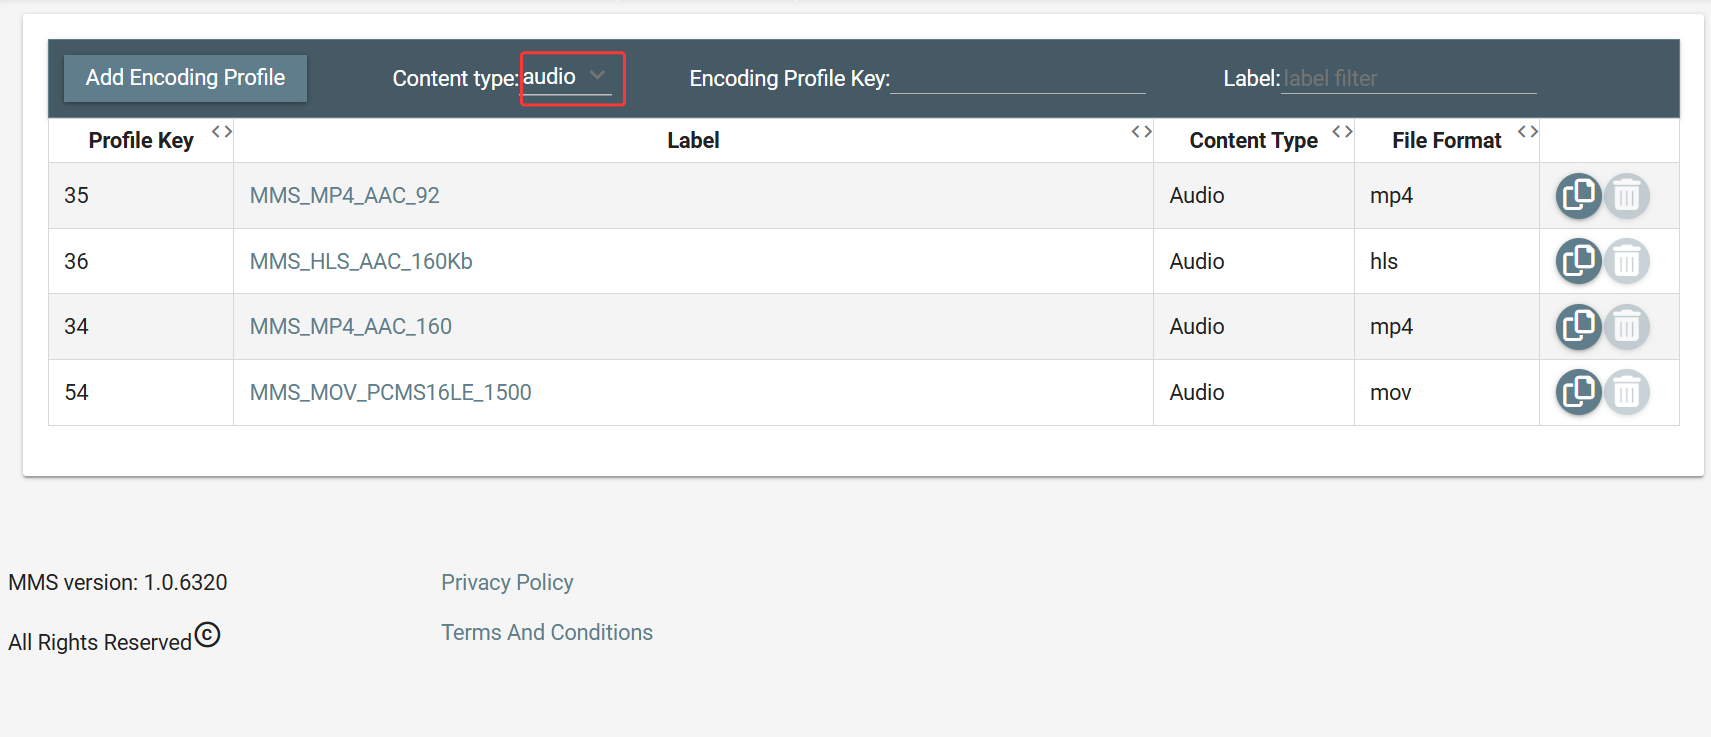 Add Encoding Profile Content type: audio Encoding Profile Key: Label: label filter
Profile Key Label Content Type File Format
35 MMS_MP4_AAC_92 Audio mp4
36 MMS_HLS_AAC_160Kb Audio hls
34 MMS_MP4_AAC_160 Audio mp4
54 MMS_MOV_PCMS16LE_1500 Audio mov
MMS version: 1.0.6320 Privacy Policy
All Rights Reserved © Terms And Conditions